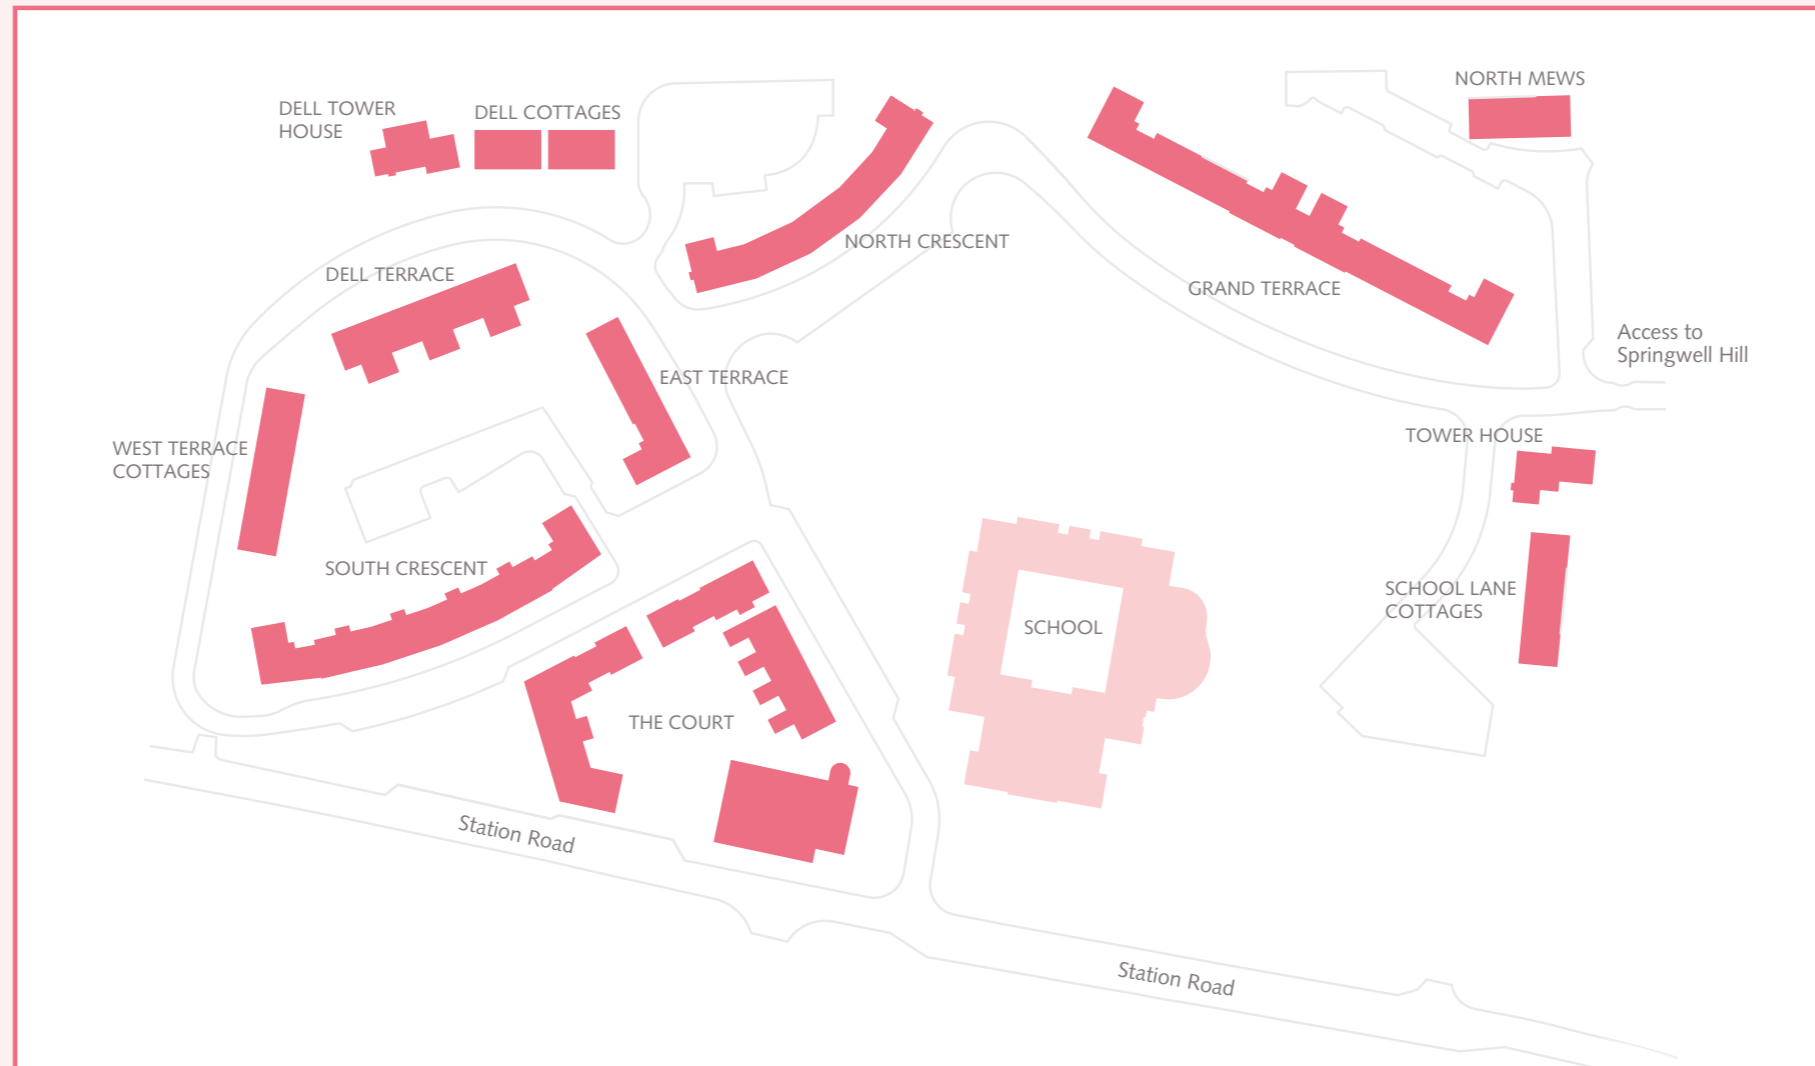 NORTH MEWS
DELL TOWER
HOUSE
DELL COTTAGES
NORTH CRESCENT
DELL TERRACE
GRAND TERRACE
Access to
Springwell Hill
EAST TERRACE
TOWER HOUSE
WEST TERRACE
COTTAGES
SOUTH CRESCENT
SCHOOL LANE
COTTAGES
SCHOOL
THE COURT
Station Road
Station Road